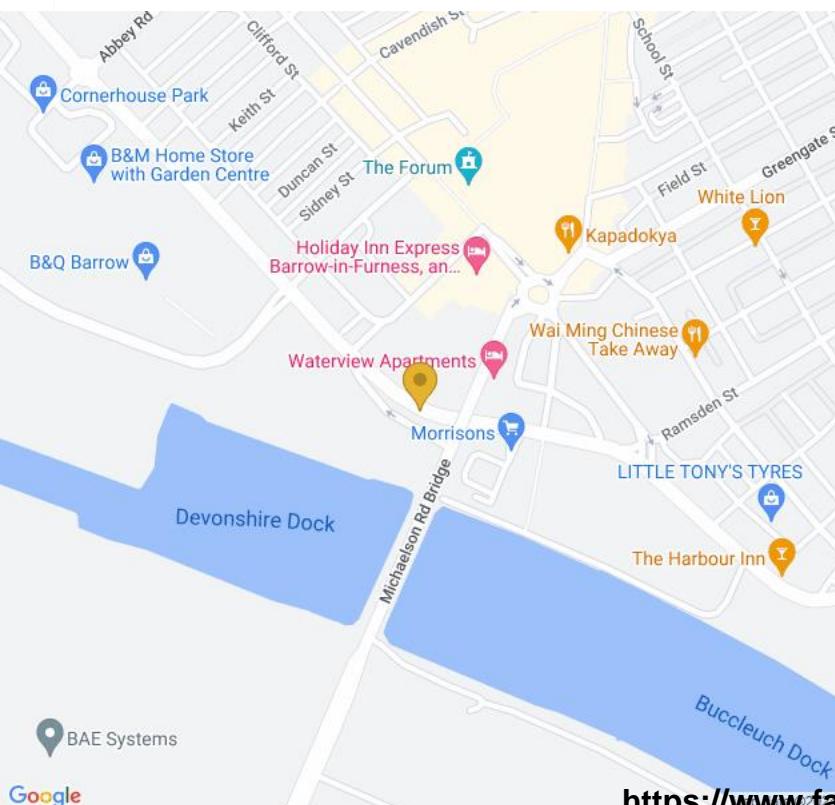 Abbey Rd
Clifford St
Cavendish St
School St
Cornerhouse Park
Keith St
B&M Home Store
with Garden Centre
Duncan St
The Forum
Greengate S
Field St
Sidney St
White Lion
Kapadokya
B&Q Barrow
Holiday Inn Express
Barrow-in-Furness, an...
Wai Ming Chinese
Take Away
Waterview Apartments
Ramsden St
Morrisons
LITTLE TONY'S TYRES
Devonshire Dock
Michaelson Rd Bridge
The Harbour Inn
Buccleuch Dock
BAE Systems
Google
https://www.fa